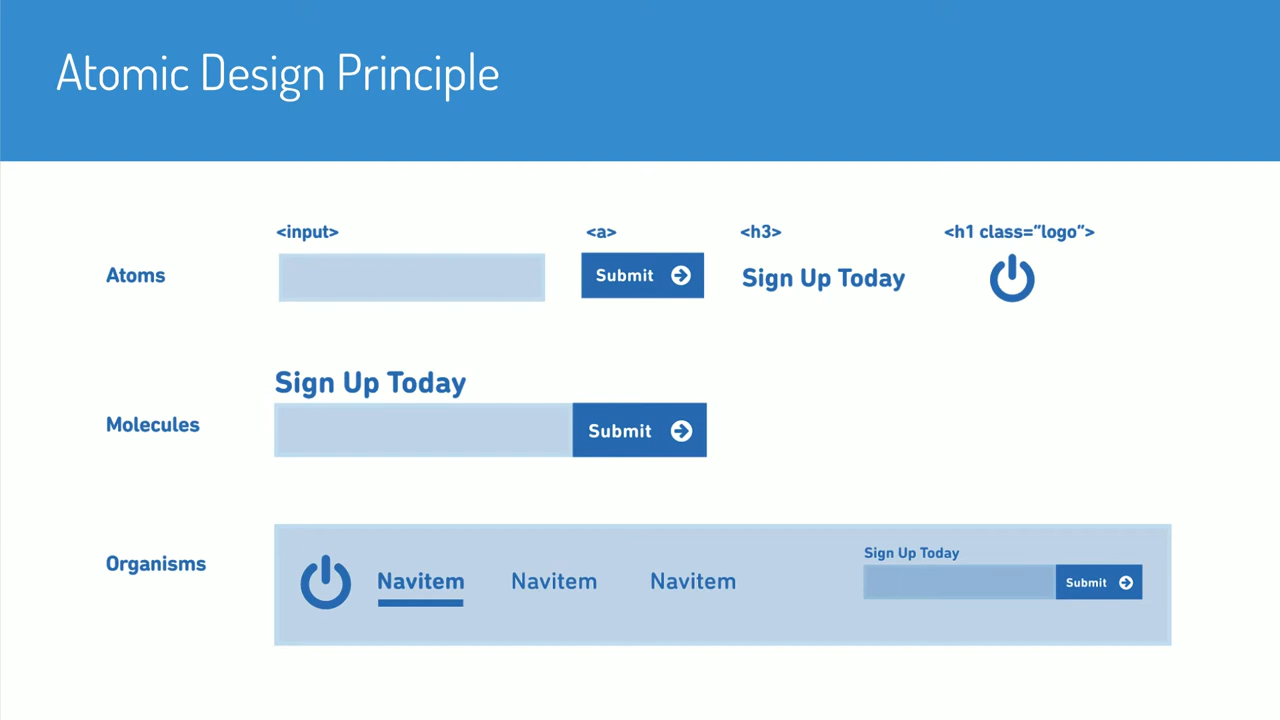 Atomic Design Principle
<input> <a> <h3> <h1 class=”logo”>
Atoms Submit Sign Up Today
Sign Up Today
Molecules Submit
Organisms Navitem Navitem Navitem Sign Up Today
Submit